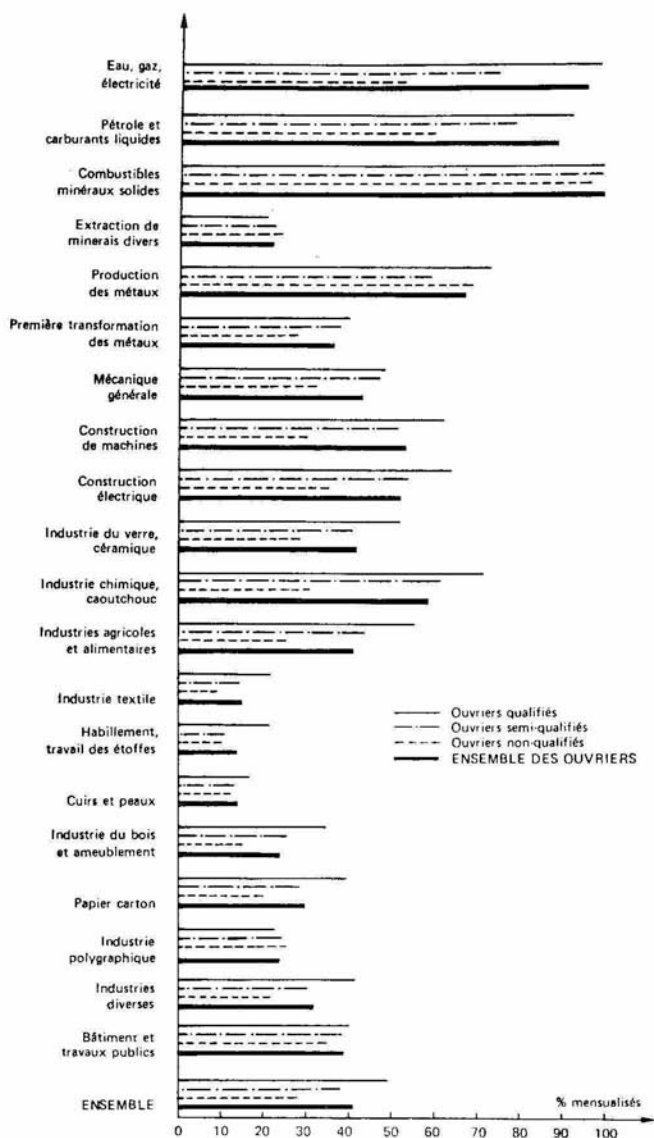 Eau, gaz,
électricité
Pétrole et
carburants liquides
Combustibles
minéraux solides
Extraction de
minerais divers
Production
des métaux
Première transformation
des métaux
Mécanique
générale
Construction
de machines
Construction
électrique
Industrie du verre,
céramique
Industrie chimique,
caoutchouc
Industries agricoles
et alimentaires
Industrie textile
Habillement,
travail des étoffes
Cuirs et peaux
Industrie du bois
et ameublement
Papier carton
Industrie
polygraphique
Industries
diverses
Bâtiment et
travaux publics
ENSEMBLE
Ouvriers qualifiés
Ouvriers semi-qualifiés
Ouvriers non-qualifiés
ENSEMBLE DES OUVRIERS
% mensualisés
0 10 20 30 40 50 60 70 80 90 100